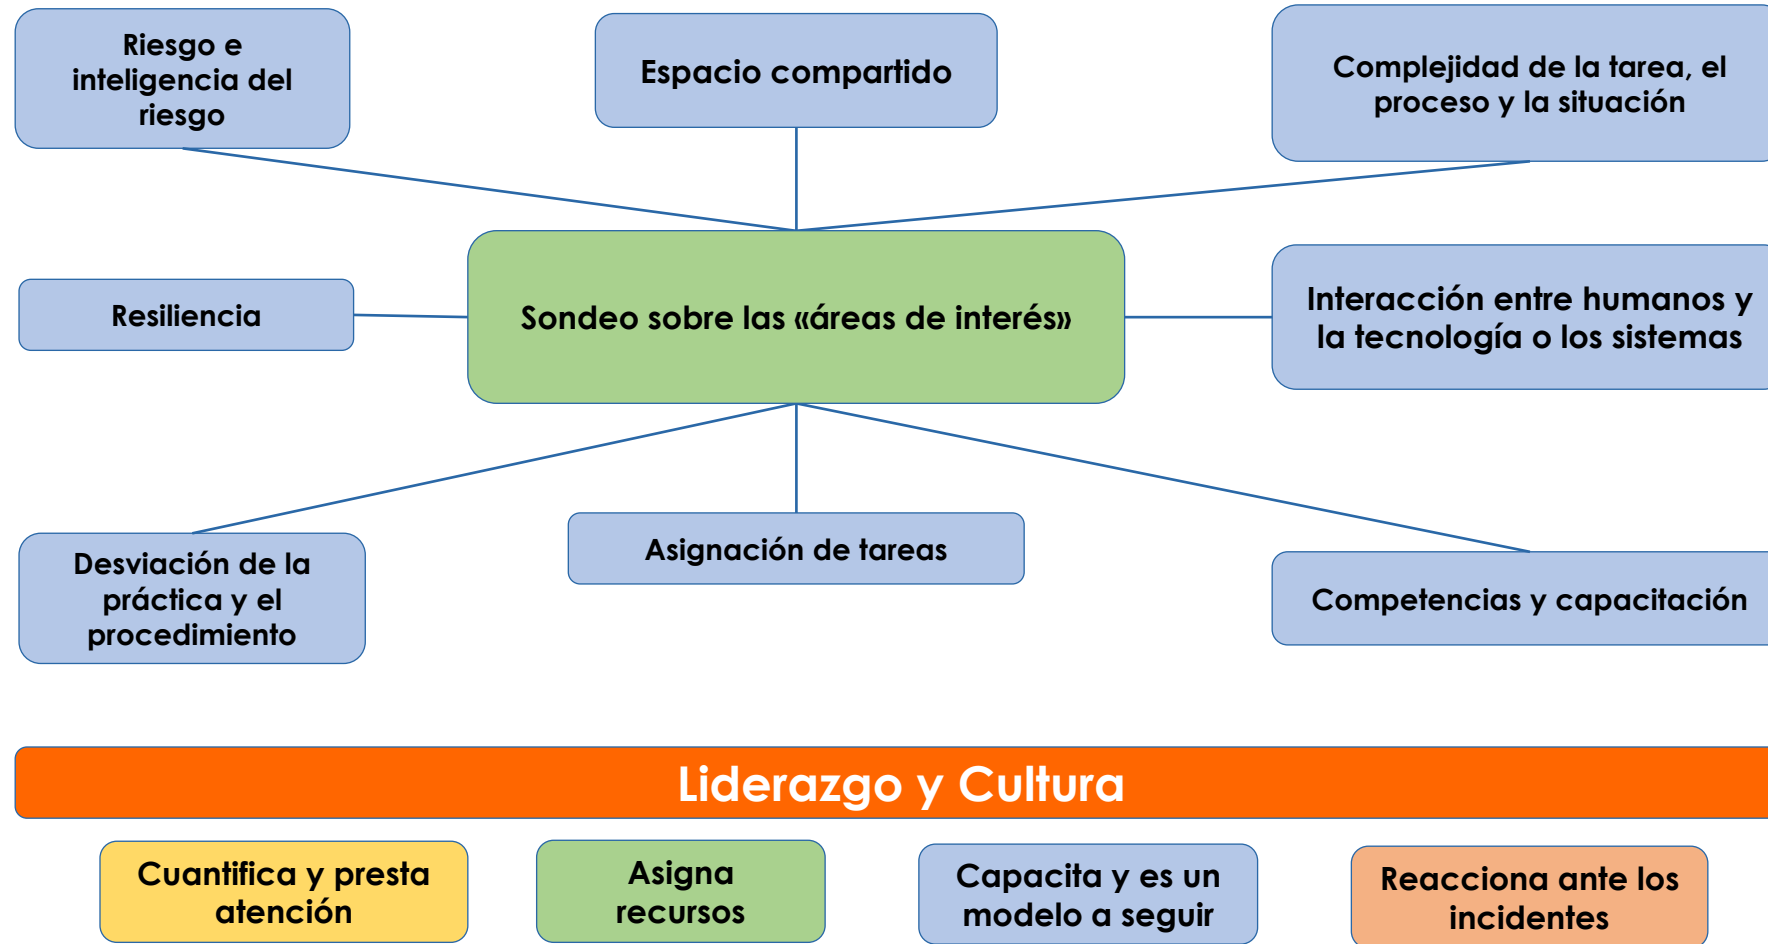 Riesgo e
inteligencia del
riesgo
Espacio compartido
Complejidad de la tarea, el
proceso y la situación
Resiliencia
Sondeo sobre las «áreas de interés»
Interacción entre humanos y
la tecnología o los sistemas
Desviación de la
práctica y el
procedimiento
Asignación de tareas
Competencias y capacitación
Liderazgo y Cultura
Cuantifica y presta
atención
Asigna
recursos
Capacita y es un
modelo a seguir
Reacciona ante los
incidentes